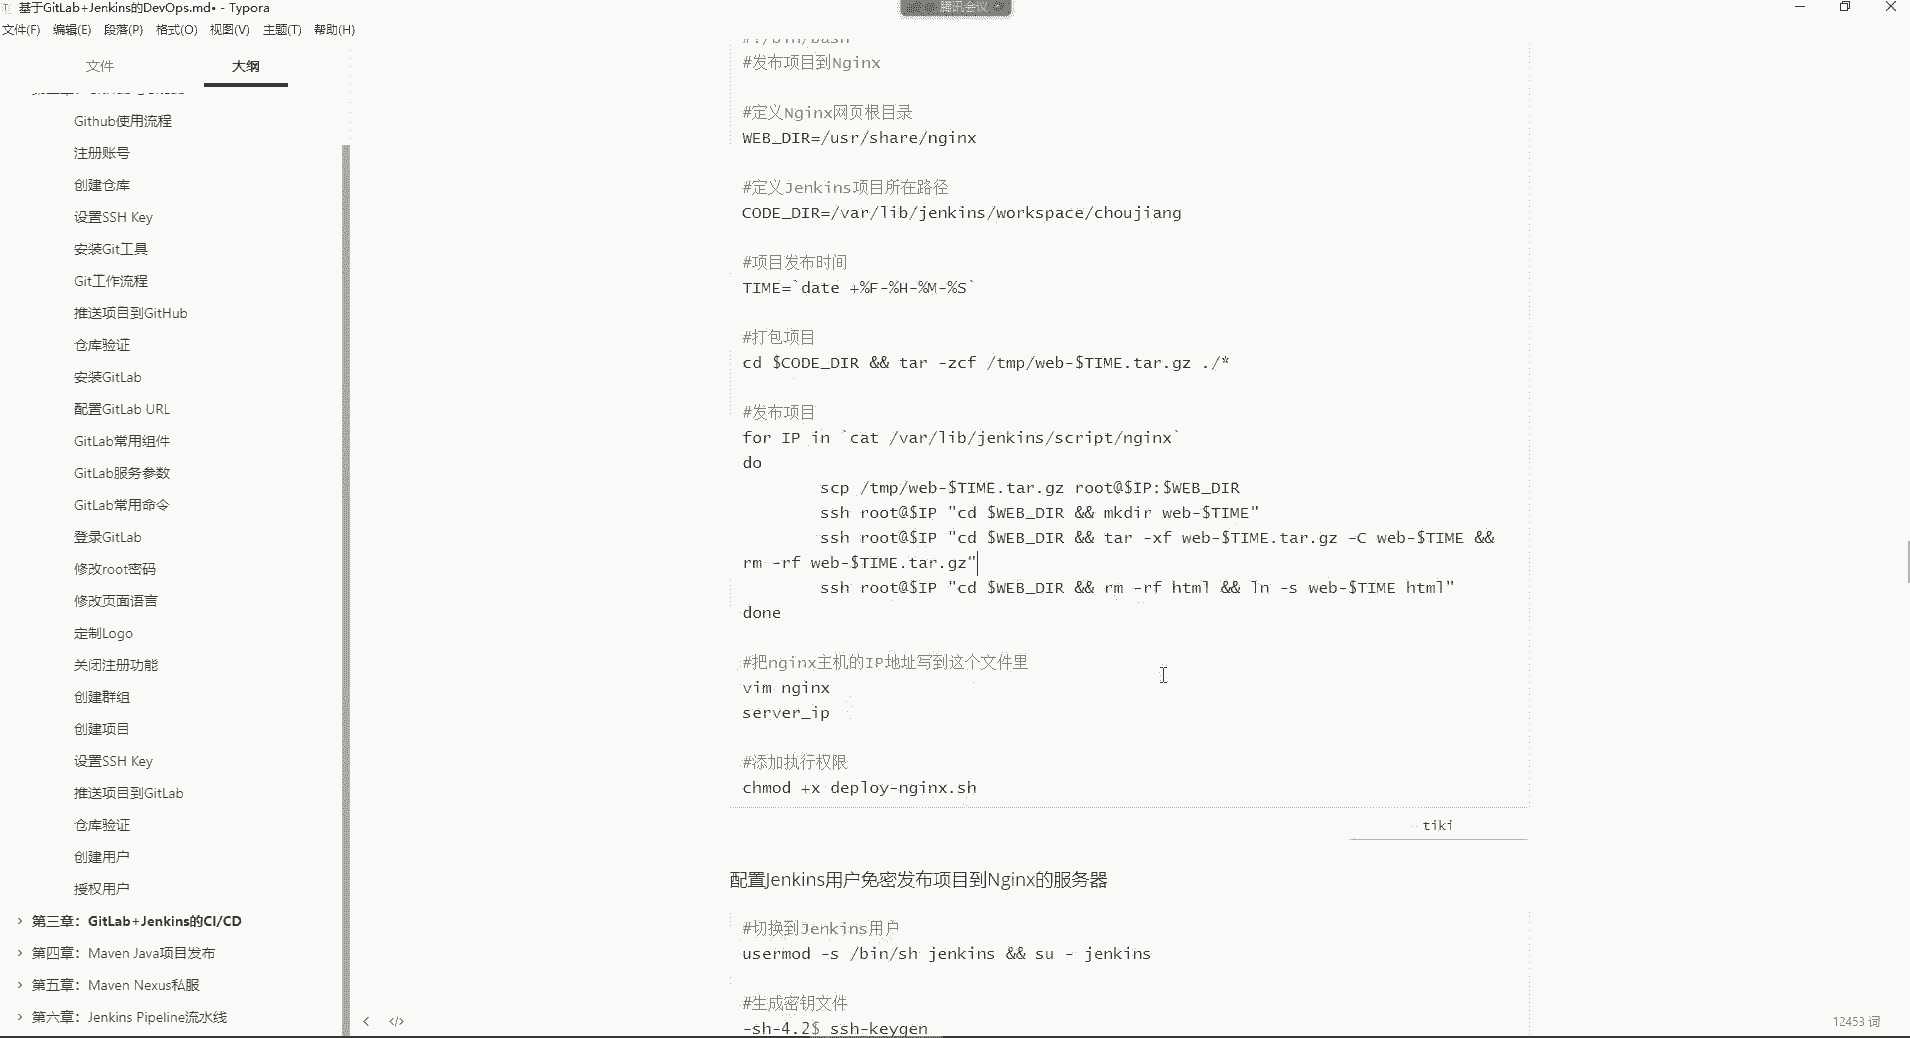 基于GitLab+Jenkins的DevOps.md• - Typora
腾讯会议
文件(F) 编辑(E) 段落(P) 格式(O) 视图(V) 主题(T) 帮助(H)
文件 大纲
Github使用流程
注册账号
创建仓库
设置SSH Key
安装Git工具
Git工作流程
推送项目到GitHub
仓库验证
安装GitLab
配置GitLab URL
GitLab常用组件
GitLab服务参数
GitLab常用命令
登录GitLab
修改root密码
修改页面语言
定制Logo
关闭注册功能
创建群组
创建项目
设置SSH Key
推送项目到GitLab
仓库验证
创建用户
授权用户
第三章：GitLab+Jenkins的CI/CD
第四章：Maven Java项目发布
第五章：Maven Nexus私服
第六章：Jenkins Pipeline流水线
#!/bin/bash
#发布项目到Nginx
#定义Nginx网页根目录
WEB_DIR=/usr/share/nginx
#定义Jenkins项目所在路径
CODE_DIR=/var/lib/jenkins/workspace/choujiang
#项目发布时间
TIME=`date +%F-%H-%M-%S`
#打包项目
cd $CODE_DIR && tar -zcf /tmp/web-$TIME.tar.gz ./*
#发布项目
for IP in `cat /var/lib/jenkins/script/nginx`
do
scp /tmp/web-$TIME.tar.gz root@$IP:$WEB_DIR
ssh root@$IP "cd $WEB_DIR && mkdir web-$TIME"
ssh root@$IP "cd $WEB_DIR && tar -xf web-$TIME.tar.gz -C web-$TIME &&
rm -rf web-$TIME.tar.gz"
ssh root@$IP "cd $WEB_DIR && rm -rf html && ln -s web-$TIME html"
done
#把nginx主机的IP地址写到这个文件里
vim nginx
server_ip
#添加执行权限
chmod +x deploy-nginx.sh
tiki
配置Jenkins用户免密发布项目到Nginx的服务器
#切换到Jenkins用户
usermod -s /bin/sh jenkins && su - jenkins
#生成密钥文件
-sh-4.2$ ssh-keygen
12453 词